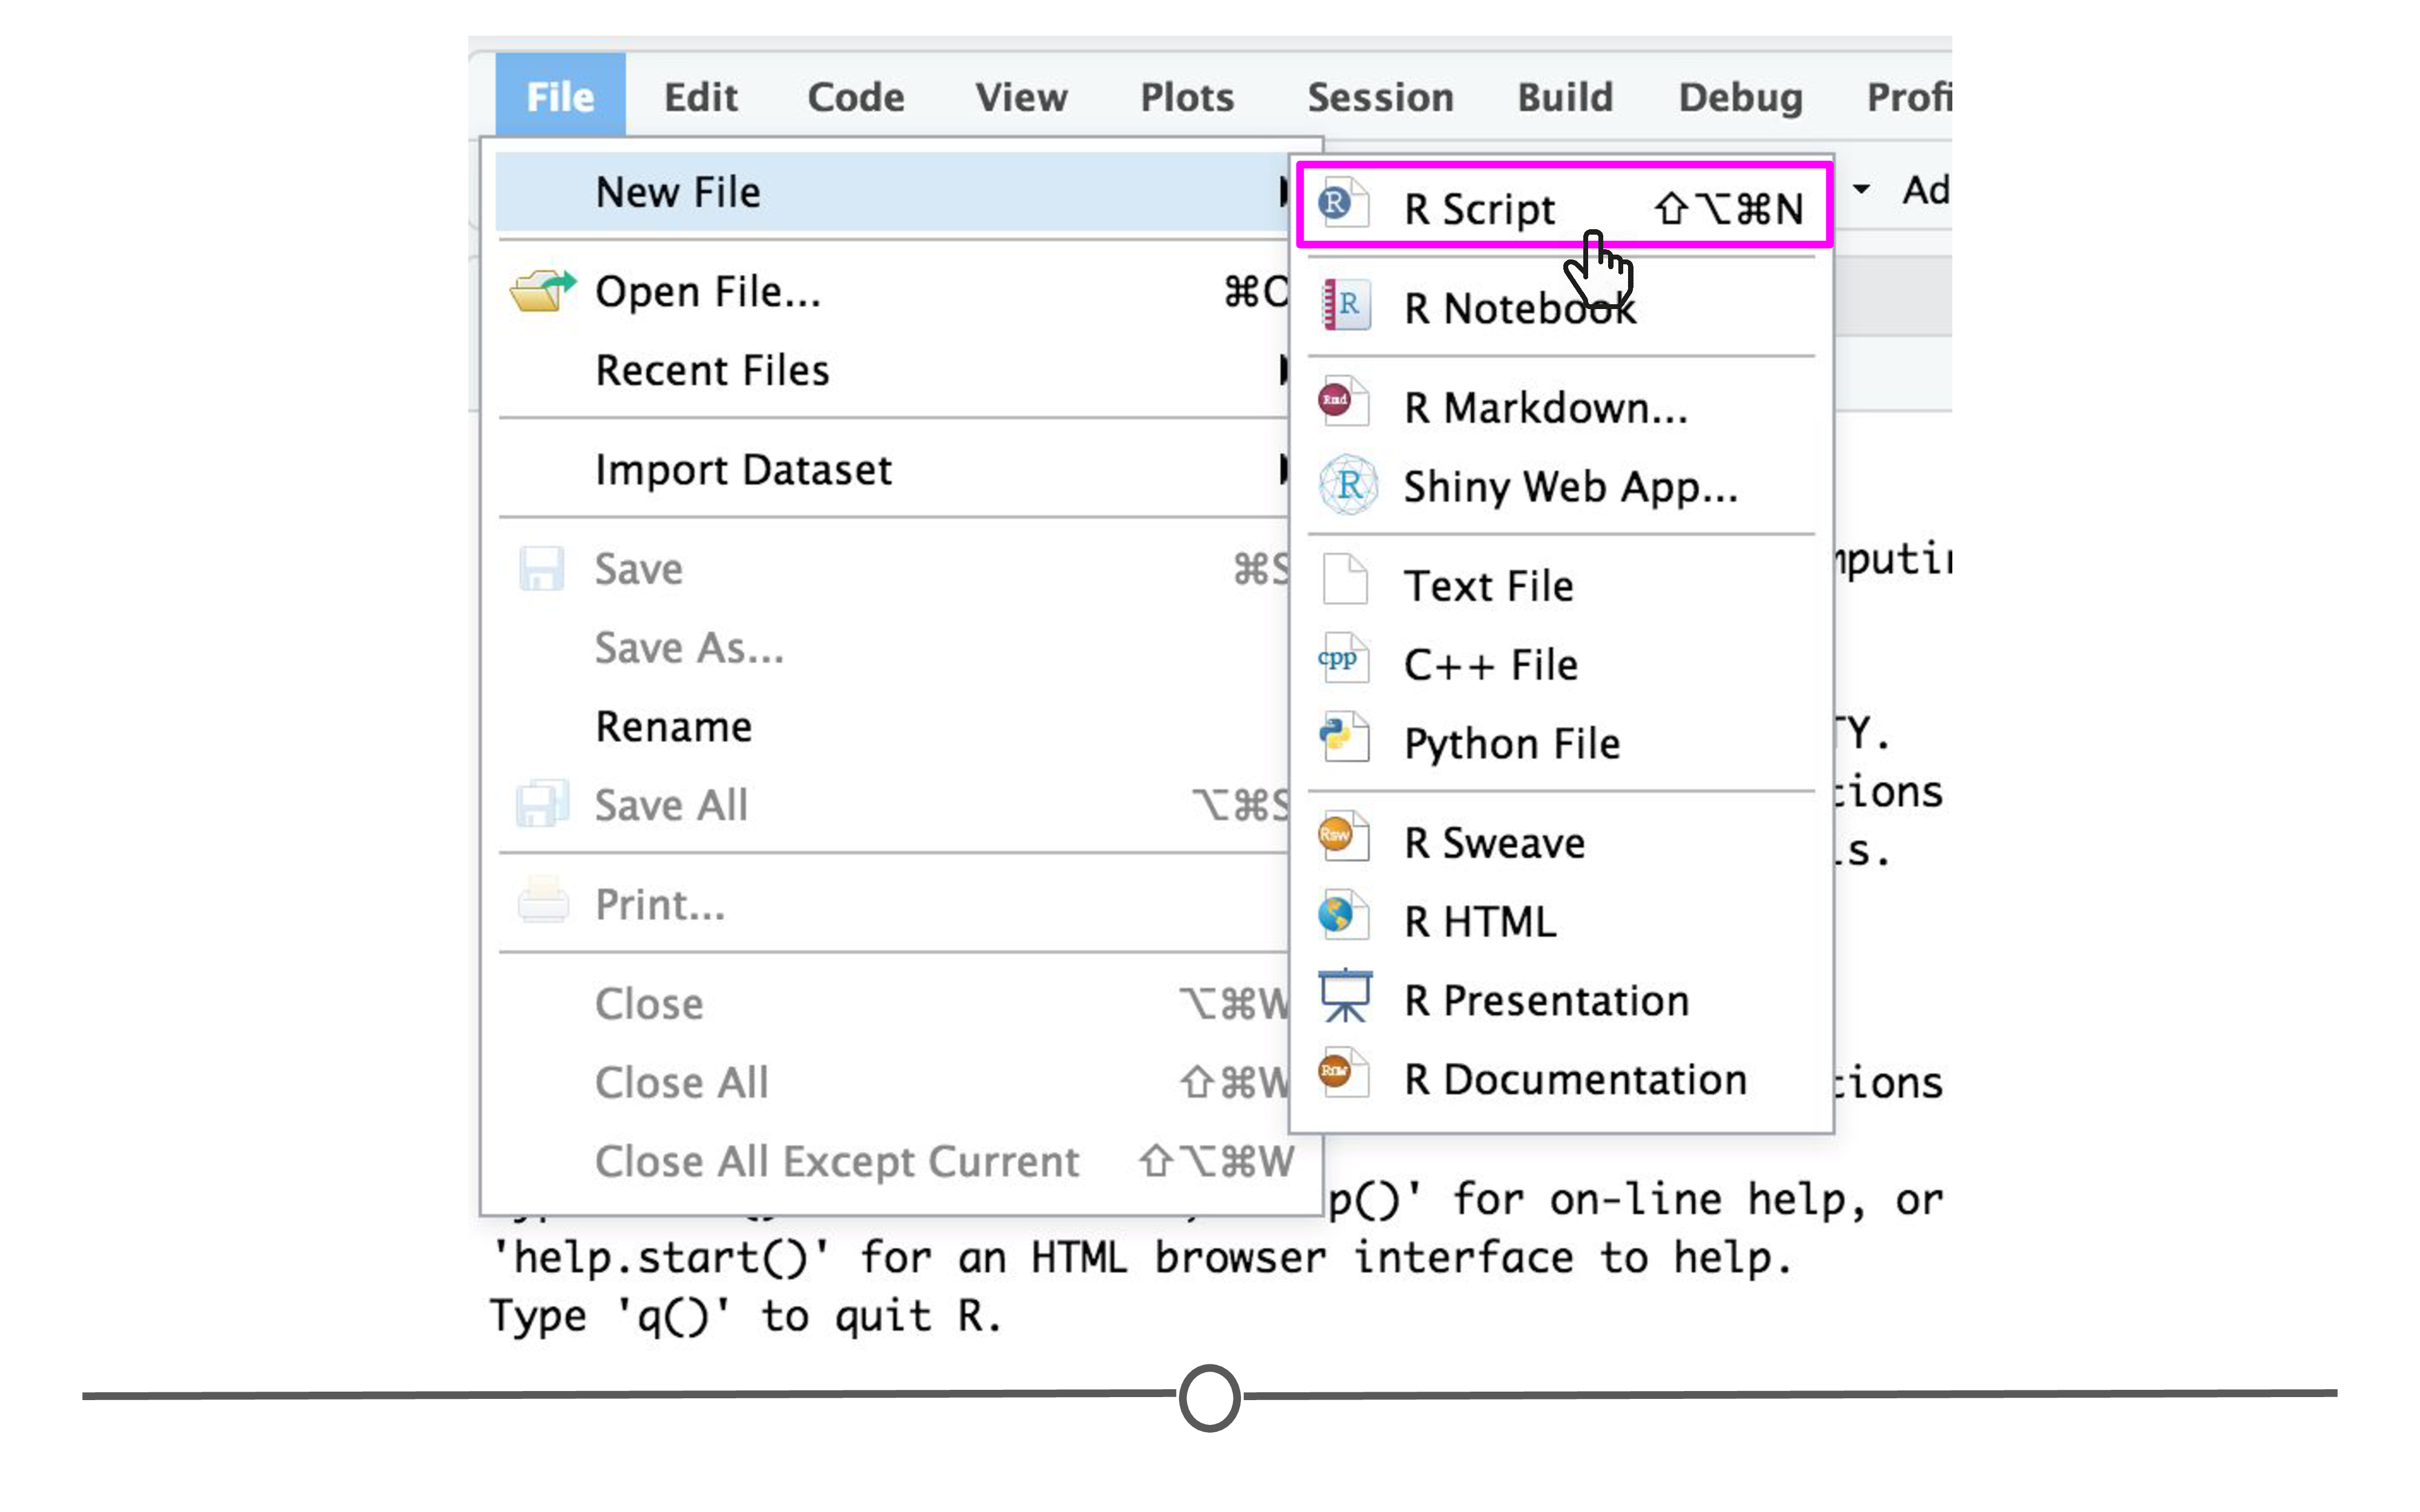 File Edit Code View Plots Session Build Debug Profi
New File
Open File... ⌘O
Recent Files
Import Dataset
Save ⌘S
Save As...
Rename
Save All ⌥⌘S
Print...
Close ⌥⌘W
Close All ⇧⌘W
Close All Except Current ⇧⌥⌘W
R Script ⇧⌥⌘N
R Notebook
R Markdown...
Shiny Web App...
Text File
C++ File
Python File
R Sweave
R HTML
R Presentation
R Documentation
Ad
TY.
tions
ls.
tions
p()' for on-line help, or
'help.start()' for an HTML browser interface to help.
Type 'q()' to quit R.